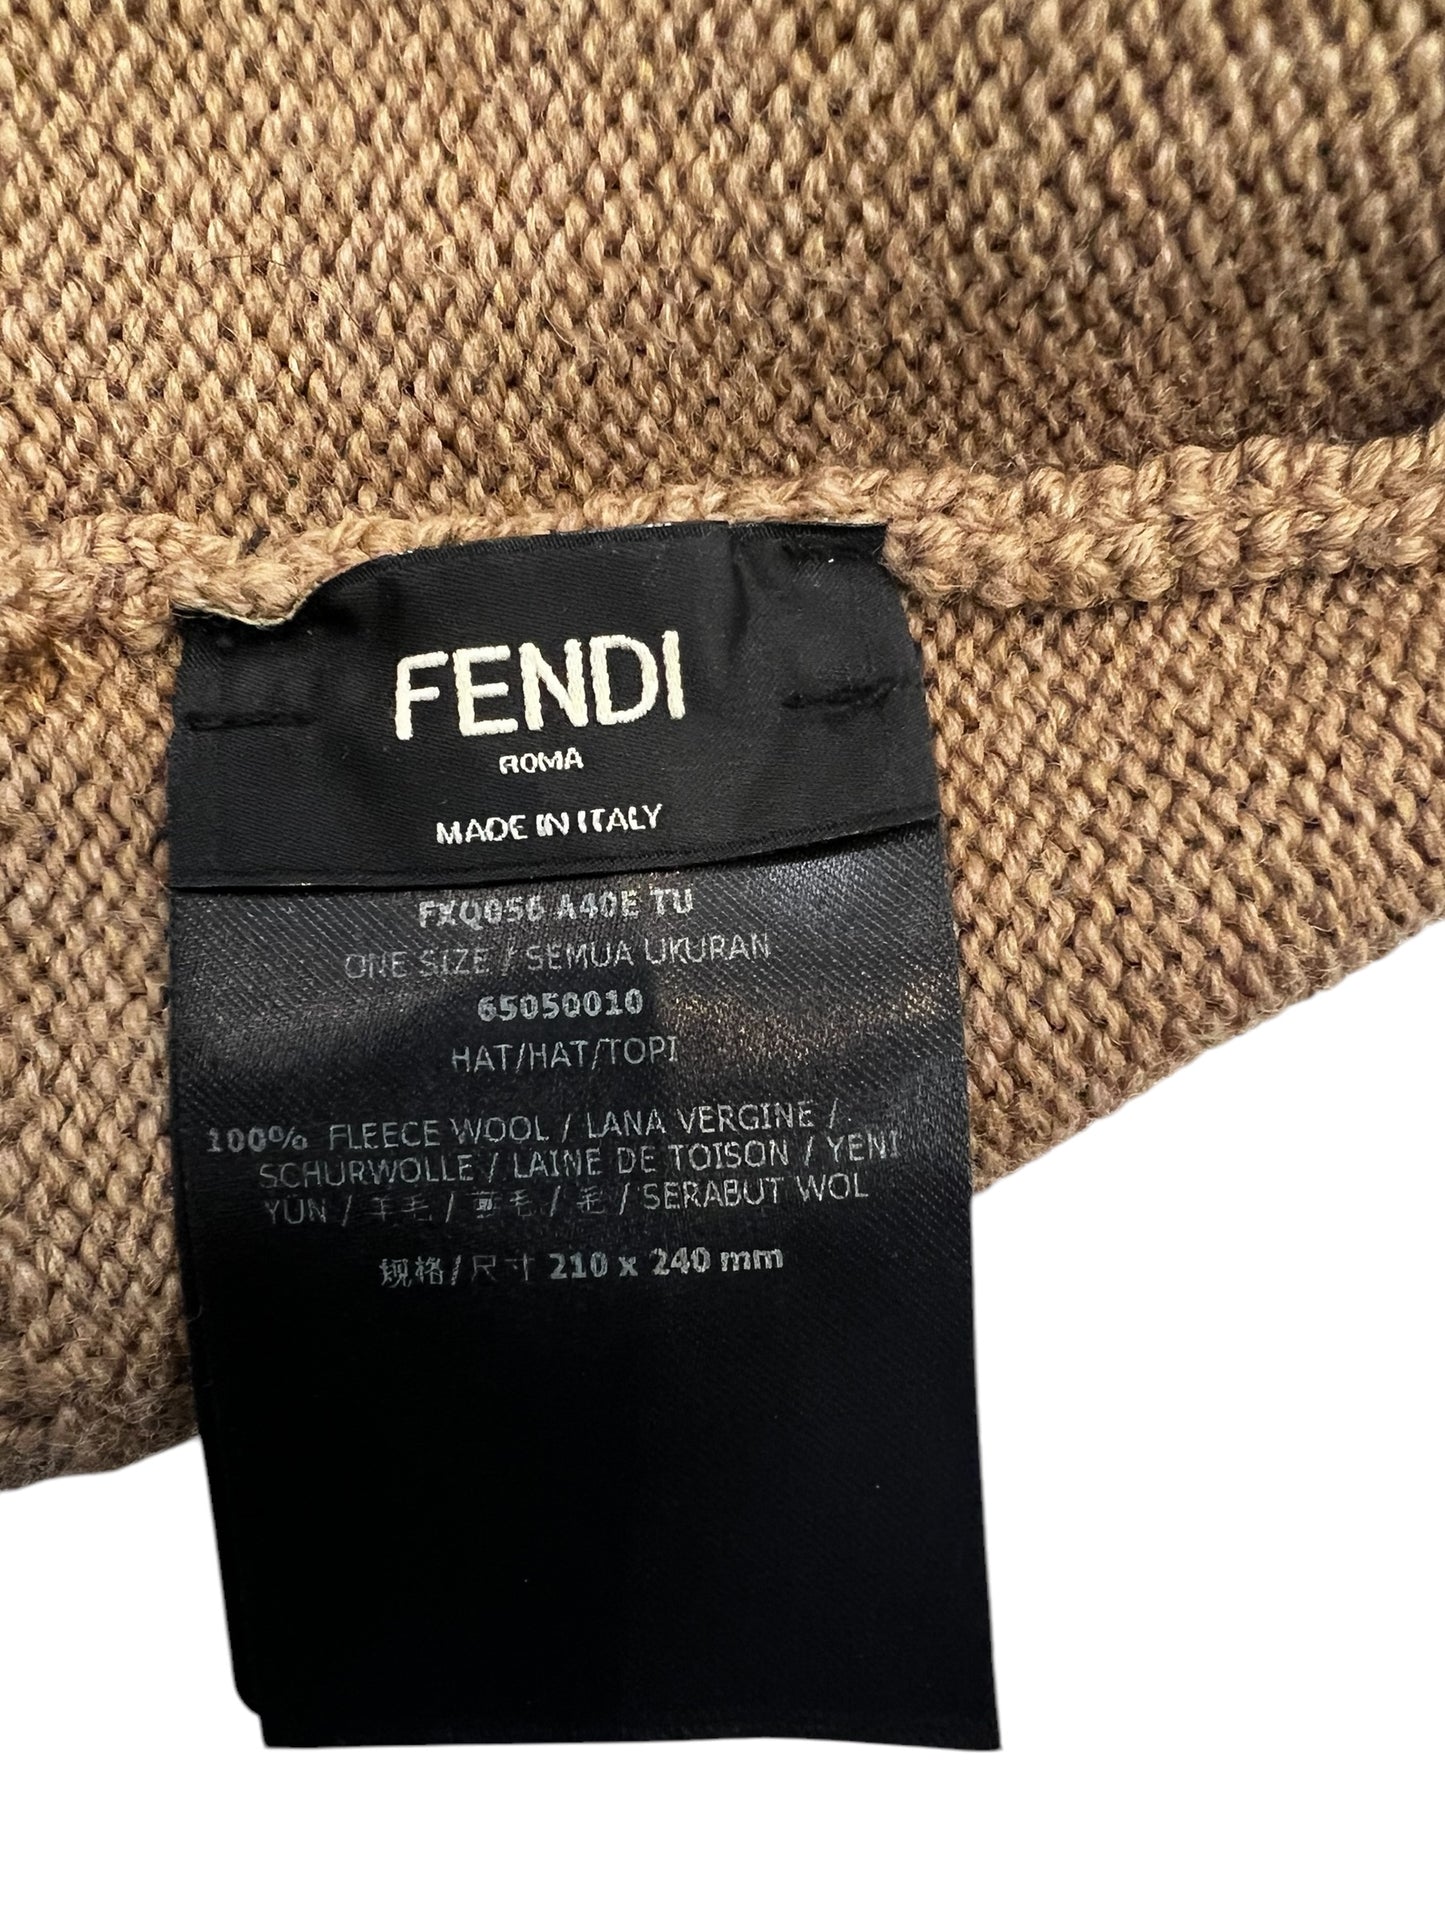 FENDI
ROMA
MADE IN ITALY
FXQ056 A40E TU
ONE SIZE / SEMUA UKURAN
65050010
HAT/HAT/TOPI
100% FLEECE WOOL / LANA VERGINE /
SCHURWOLLE / LAINE DE TOISON / YENI
YÜN / 羊毛 / 剪毛 / 毛 / SERABUT WOL
规格 / 尺寸 210 x 240 mm